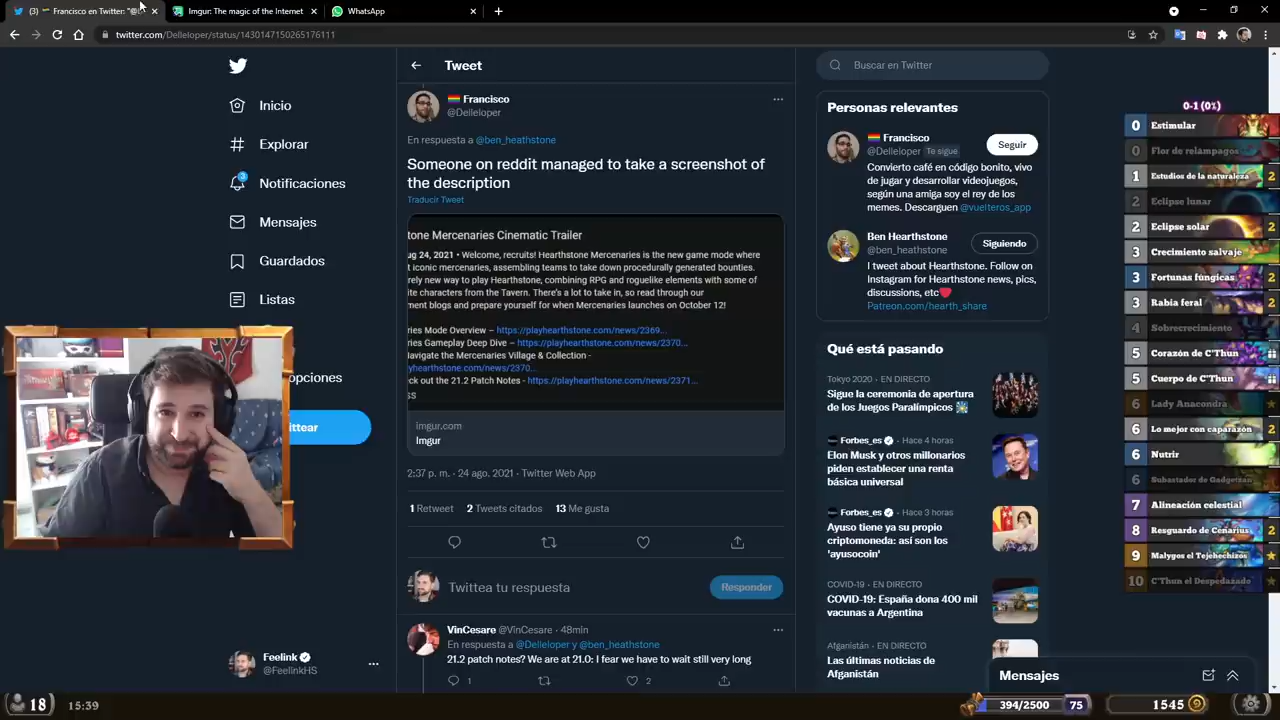 (3) Francisco en Twitter: "@
Imgur: The magic of the Internet
WhatsApp
twitter.com/Delleloper/status/1430147150265176111
Inicio
Explorar
3
Notificaciones
Mensajes
Guardados
Listas
opciones
ttear
Feelink
@FeelinkHS
Tweet
Francisco
@Delleloper
En respuesta a @ben_heathstone
Someone on reddit managed to take a screenshot of
the description
Traducir Tweet
tone Mercenaries Cinematic Trailer
ug 24, 2021 • Welcome, recruits! Hearthstone Mercenaries is the new game mode where
t iconic mercenaries, assembling teams to take down procedurally generated bounties.
rely new way to play Hearthstone, combining RPG and roguelike elements with some of
ite characters from the Tavern. There's a lot to take in, so read through our
ment blogs and prepare yourself for when Mercenaries launches on October 12!
ries Mode Overview – https://playhearthstone.com/news/2369...
ries Gameplay Deep Dive – https://playhearthstone.com/news/2370...
lavigate the Mercenaries Village & Collection -
yhearthstone.com/news/2370...
ck out the 21.2 Patch Notes - https://playhearthstone.com/news/2371...
ss
imgur.com
Imgur
2:37 p. m. · 24 ago. 2021 · Twitter Web App
1 Retweet 2 Tweets citados 13 Me gusta
Twittea tu respuesta
Responder
VinCesare @VinCesare · 48min
En respuesta a @Delleloper y @ben_heathstone
21.2 patch notes? We are at 21.0: I fear we have to wait still very long
1
2
Buscar en Twitter
Personas relevantes
Francisco
@Delleloper Te sigue
Seguir
Convierto café en código bonito, vivo
de jugar y desarrollar videojuegos,
según una amiga soy el rey de los
memes. Descarguen @vuelteros_app
Ben Hearthstone
@ben_heathstone
Siguiendo
I tweet about Hearthstone. Follow on
Instagram for Hearthstone news, pics,
discussions, etc
Patreon.com/hearth_share
Qué está pasando
Tokyo 2020 · EN DIRECTO
Sigue la ceremonia de apertura
de los Juegos Paralímpicos
Forbes_es · Hace 4 horas
Elon Musk y otros millonarios
piden establecer una renta
básica universal
Forbes_es · Hace 3 horas
Ayuso tiene ya su propio
criptomoneda: así son los
'ayusocoin'
COVID-19 · EN DIRECTO
COVID-19: España dona 400 mil
vacunas a Argentina
Afganistán · EN DIRECTO
Las últimas noticias de
Afganistán
Mensajes
0-1 (0%)
0 Estimular
0 Flor de relámpagos
1 Estudios de la naturaleza 2
2 Eclipse lunar
2 Eclipse solar 2
3 Crecimiento salvaje 2
3 Fortunas fúngicas 2
3 Rabia feral 2
4 Sobrecrecimiento
5 Corazón de C'Thun
5 Cuerpo de C'Thun
6 Lady Anacondra
6 Lo mejor con caparazón 2
6 Nutrir
6 Subastador de Gadgetzan
7 Alineación celestial
8 Resguardo de Cenarius 2
9 Malygos el Tejehechizos
10 C'Thun el Despedazado
18
15:39
394/2500 75
1545